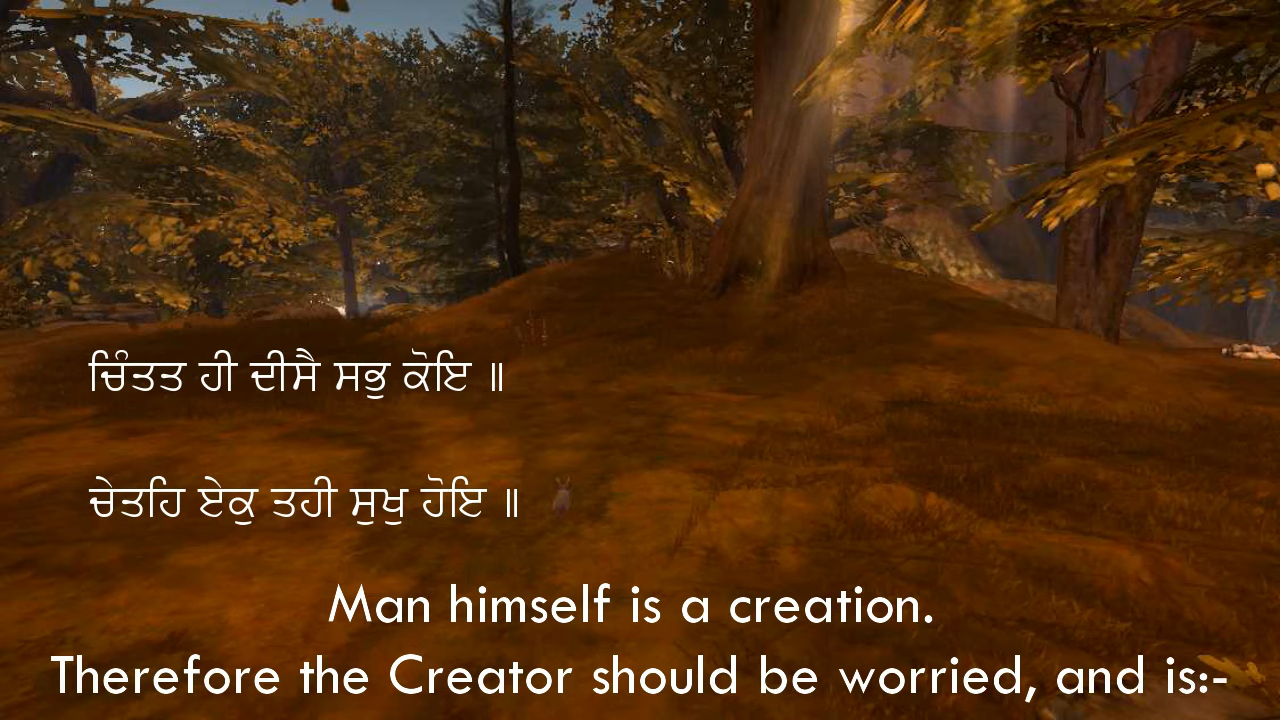 ਚਿੰਤਤ ਹੀ ਦੀਸੈ ਸਭੁ ਕੋਇ ॥
ਚੇਤਹਿ ਏਕੁ ਤਹੀ ਸੁਖੁ ਹੋਇ ॥
Man himself is a creation.
Therefore the Creator should be worried, and is:-